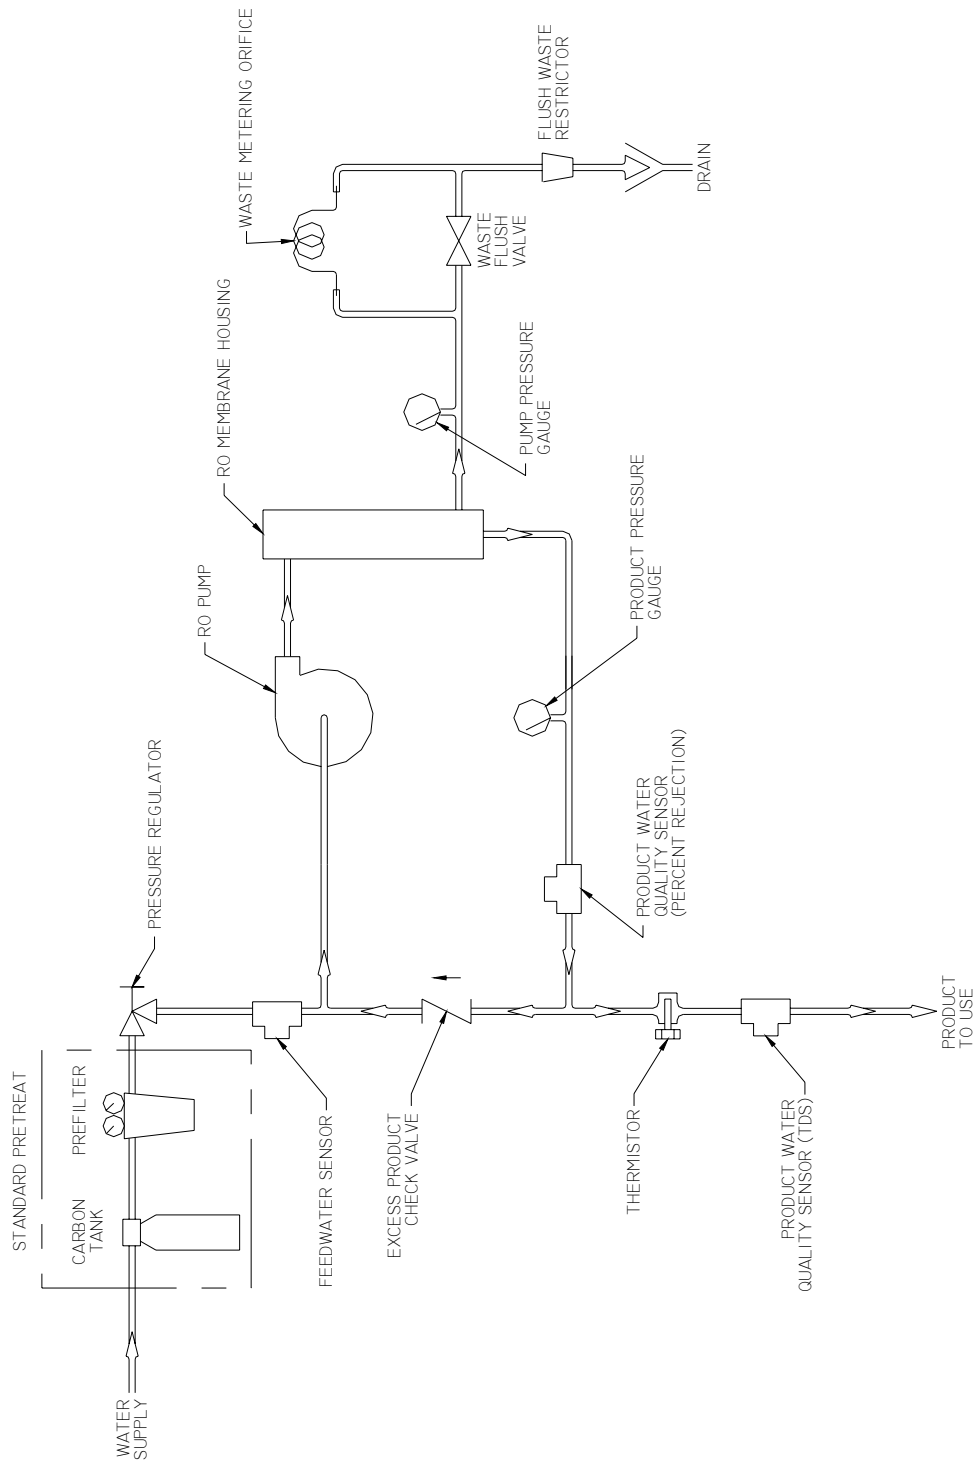 STANDARD PRETREAT
CARBON
TANK
PREFILTER
WATER
SUPPLY
PRESSURE REGULATOR
FEEDWATER SENSOR
EXCESS PRODUCT
CHECK VALVE
RO PUMP
RO MEMBRANE HOUSING
WASTE METERING ORIFICE
PUMP PRESSURE
GAUGE
WASTE
FLUSH
VALVE
FLUSH WASTE
RESTRICTOR
DRAIN
PRODUCT PRESSURE
GAUGE
PRODUCT WATER
QUALITY SENSOR
(PERCENT REJECTION)
THERMISTOR
PRODUCT WATER
QUALITY SENSOR (TDS)
PRODUCT
TO USE